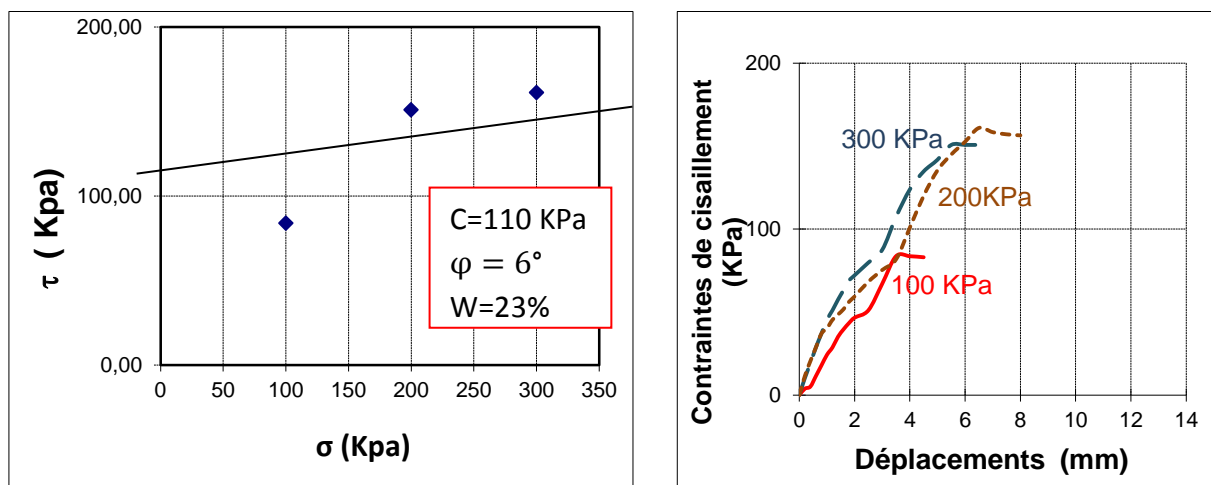 200,00
100,00
0,00
τ ( Kpa)
C=110 KPa
φ = 6°
W=23%
0 50 100 150 200 250 300 350
σ (Kpa)
Contraintes de cisaillement
(KPa)
200
100
0
300 KPa
200KPa
100 KPa
0 2 4 6 8 10 12 14
Déplacements (mm)